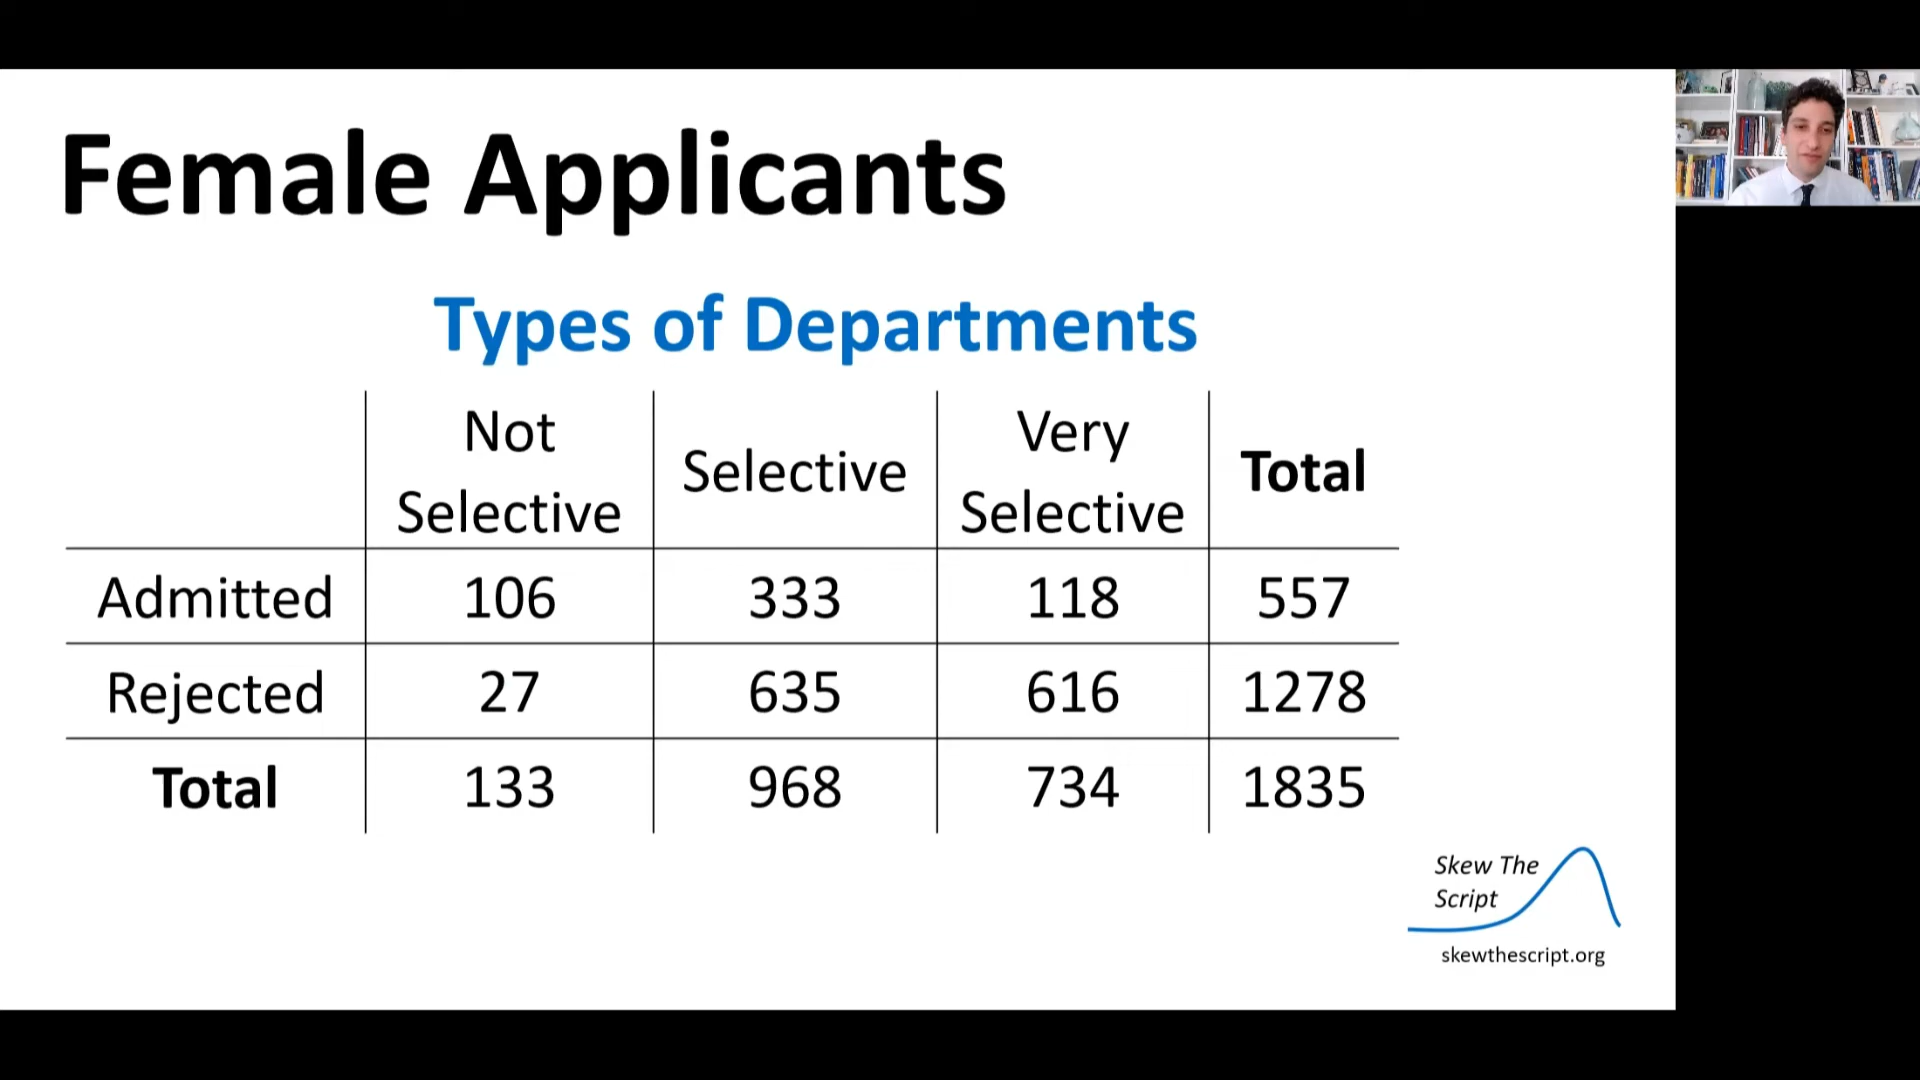 Female Applicants
Types of Departments
Not
Selective
Selective
Very
Selective
Total
Admitted 106 333 118 557
Rejected 27 635 616 1278
Total 133 968 734 1835
Skew The
Script
skewthescript.org